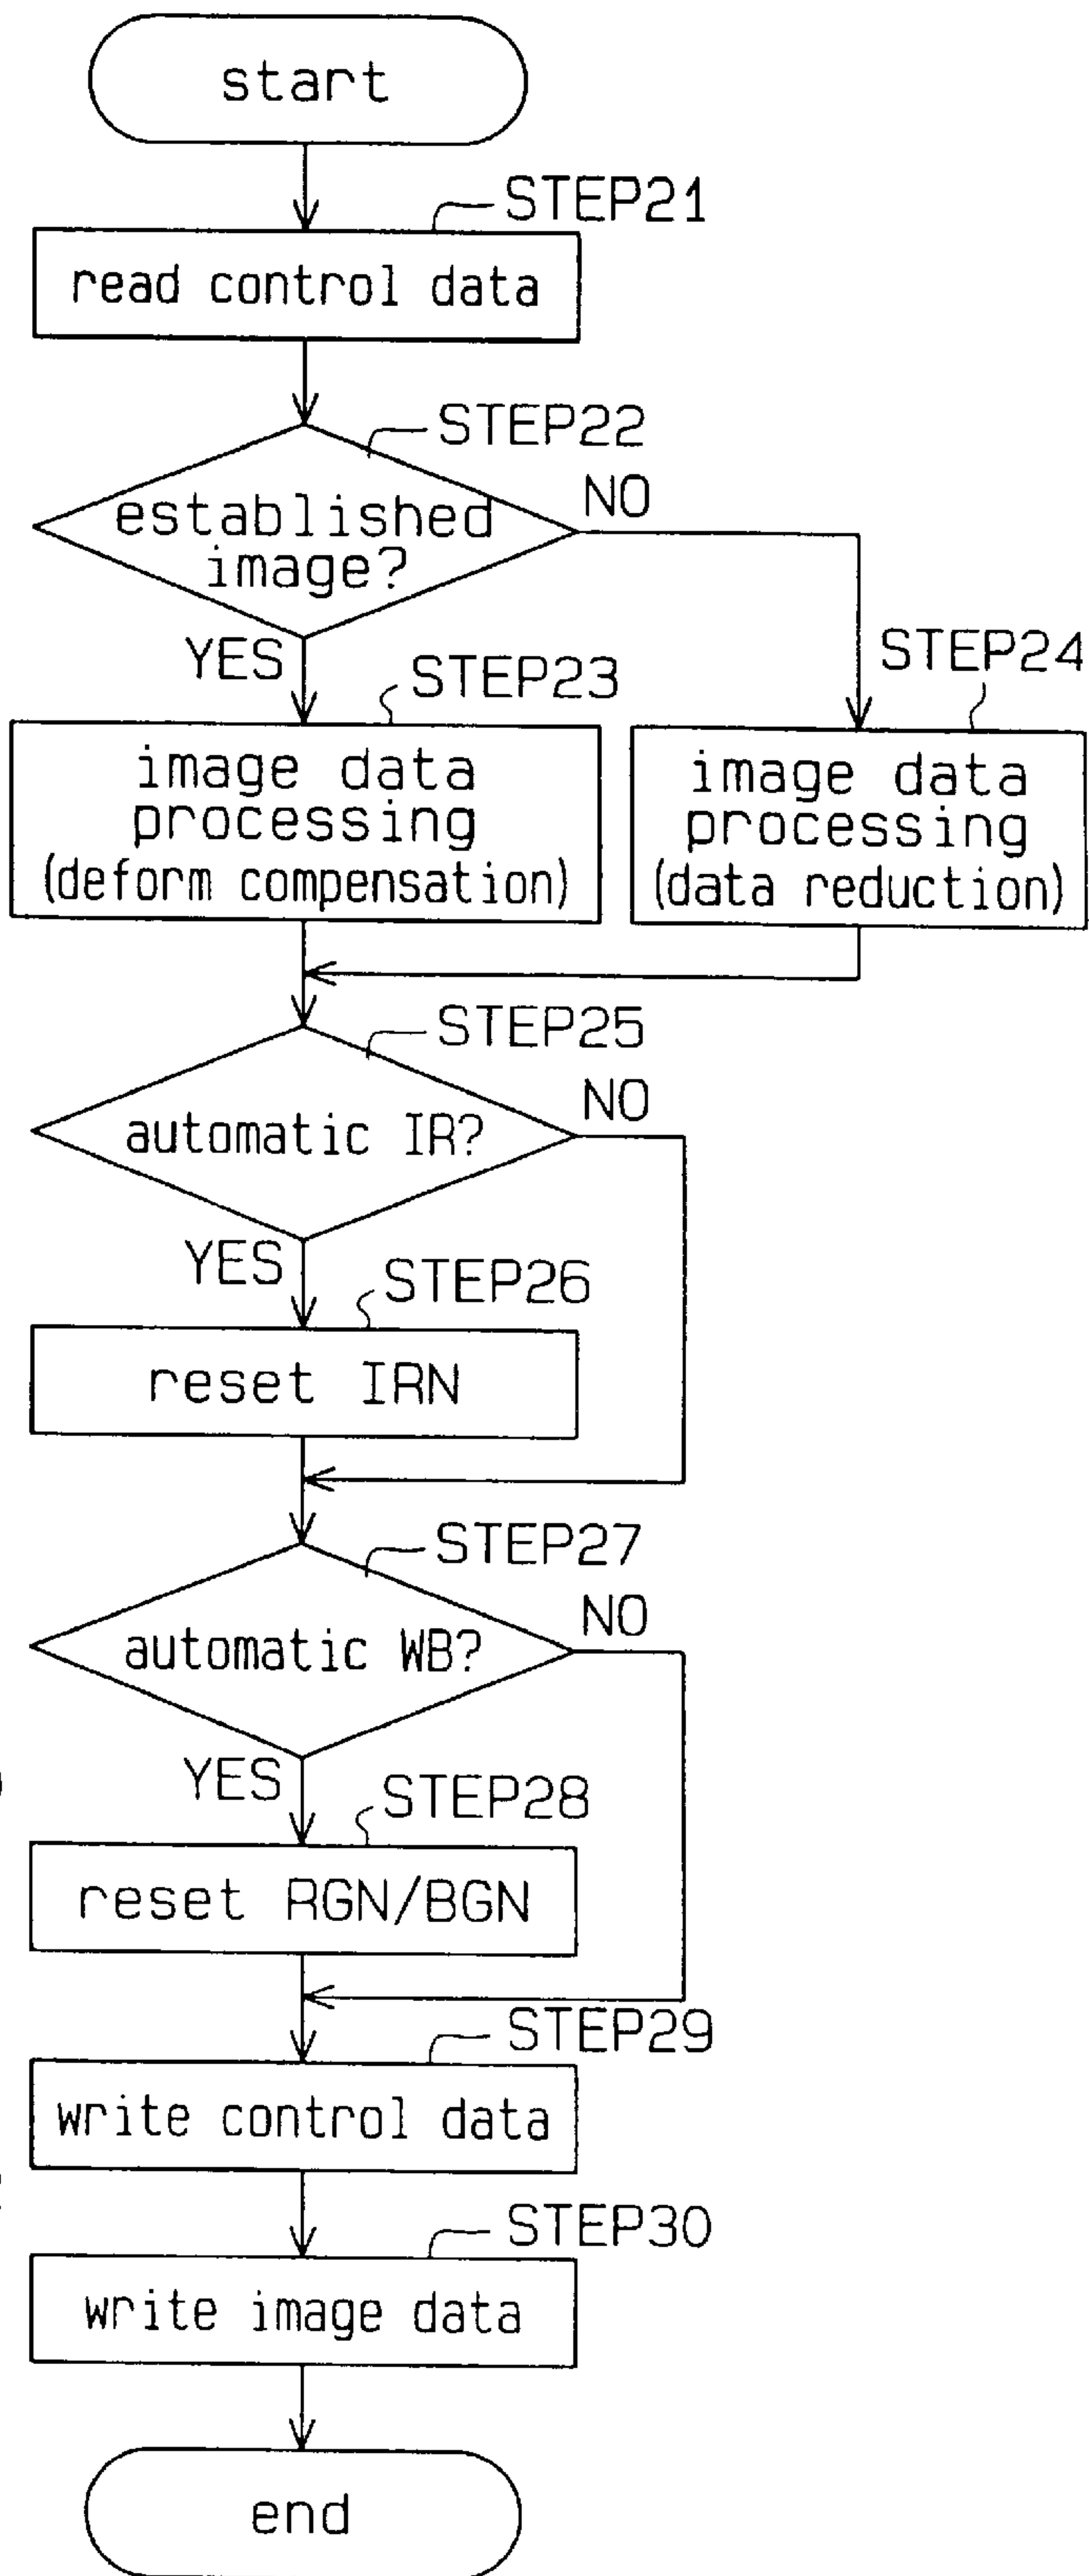 start
STEP21
read control data
STEP22
established
image?
NO
YES
STEP23
STEP24
image data
processing
(deform compensation)
image data
processing
(data reduction)
STEP25
automatic IR?
NO
YES
STEP26
reset IRN
STEP27
automatic WB?
NO
YES
STEP28
reset RGN/BGN
STEP29
write control data
STEP30
write image data
end